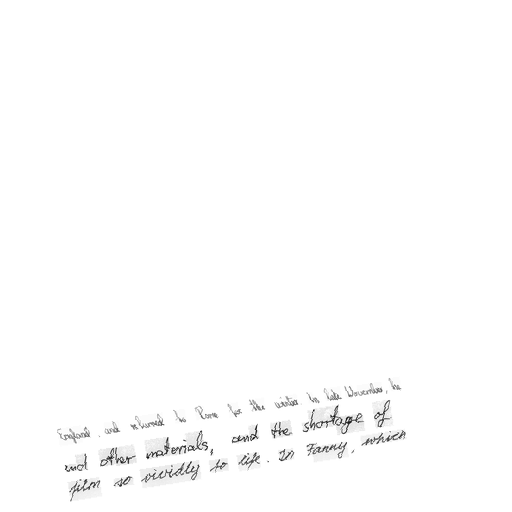 England, and returned to Rome for the winter in late November, he
and other materials, and the shortage of
film so vividly to life. In Fanny, which